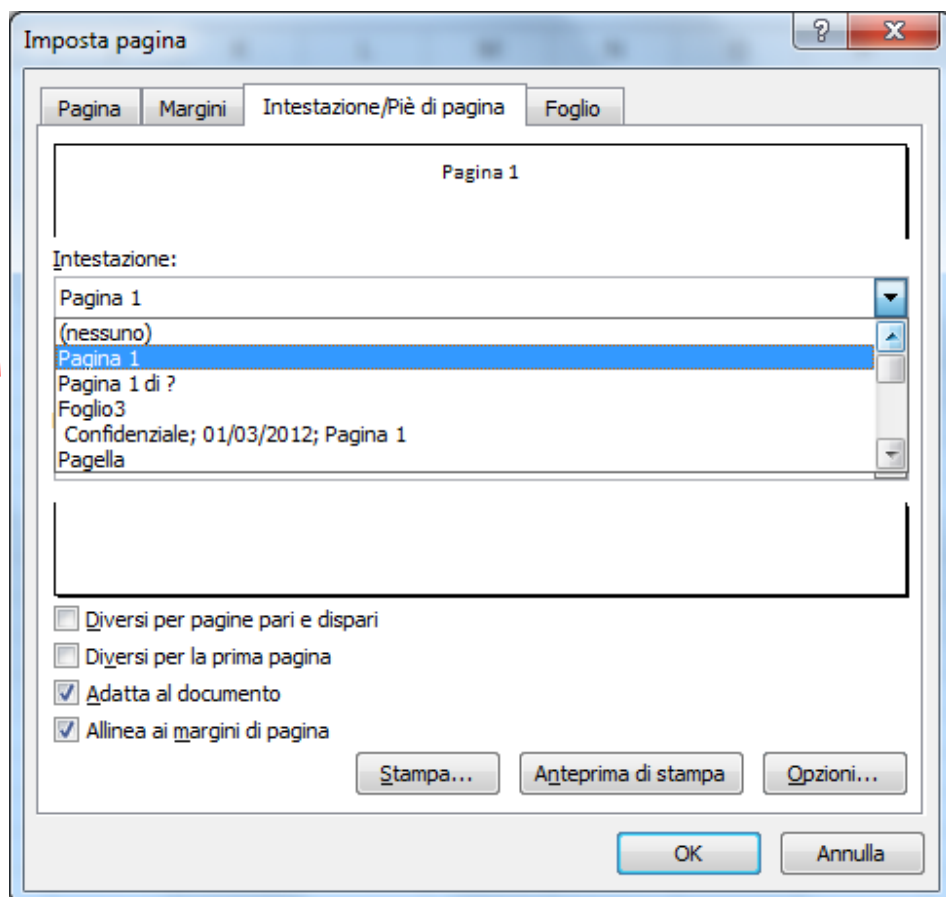 Imposta pagina
Pagina Margini Intestazione/Piè di pagina Foglio
Pagina 1
Intestazione:
Pagina 1
(nessuno)
Pagina 1
Pagina 1 di ?
Foglio3
Confidenziale; 01/03/2012; Pagina 1
Pagella
Diversi per pagine pari e dispari
Diversi per la prima pagina
Adatta al documento
Allinea ai margini di pagina
Stampa... Anteprima di stampa Opzioni...
OK Annulla